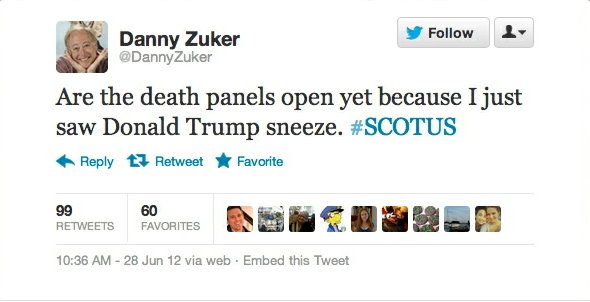 Danny Zuker
@DannyZuker
Follow
Are the death panels open yet because I just
saw Donald Trump sneeze. #SCOTUS
Reply Retweet Favorite
99
RETWEETS
60
FAVORITES
10:36 AM - 28 Jun 12 via web · Embed this Tweet